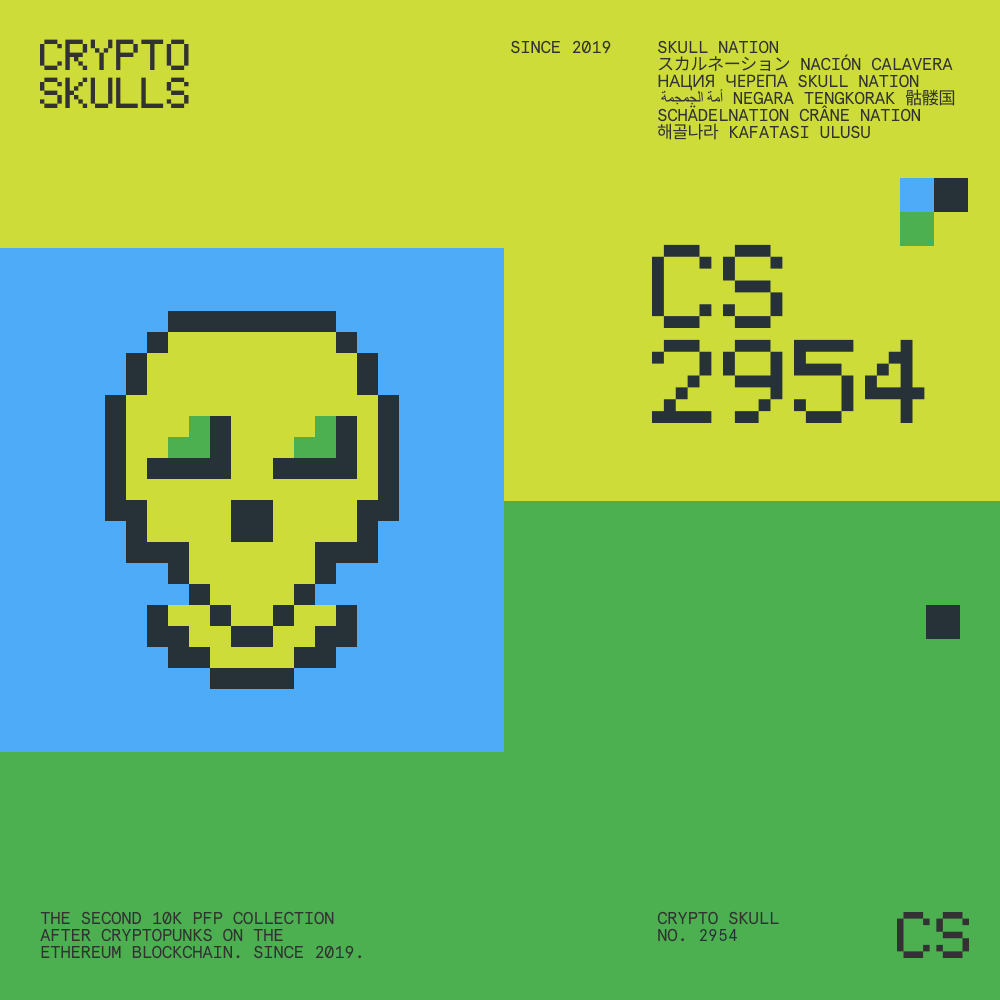 CRYPTO
SKULLS
SINCE 2019
SKULL NATION
スカルネーション NACIÓN CALAVERA
НАЦИЯ ЧЕРЕПА SKULL NATION
أمة الجمجمة NEGARA TENGKORAK 骷髅国
SCHÄDELNATION CRÂNE NATION
해골나라 KAFATASI ULUSU
CS
2954
THE SECOND 10K PFP COLLECTION
AFTER CRYPTOPUNKS ON THE
ETHEREUM BLOCKCHAIN. SINCE 2019.
CRYPTO SKULL
NO. 2954
CS